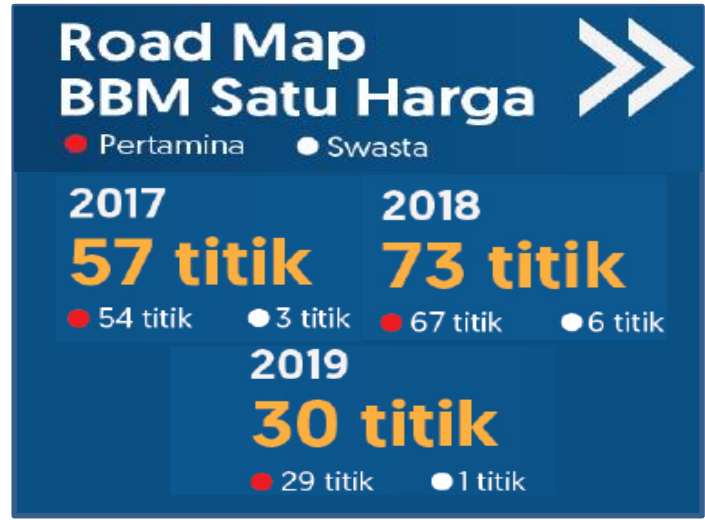 Road Map
BBM Satu Harga
Pertamina Swasta
2017
57 titik
54 titik 3 titik
2018
73 titik
67 titik 6 titik
2019
30 titik
29 titik 1 titik